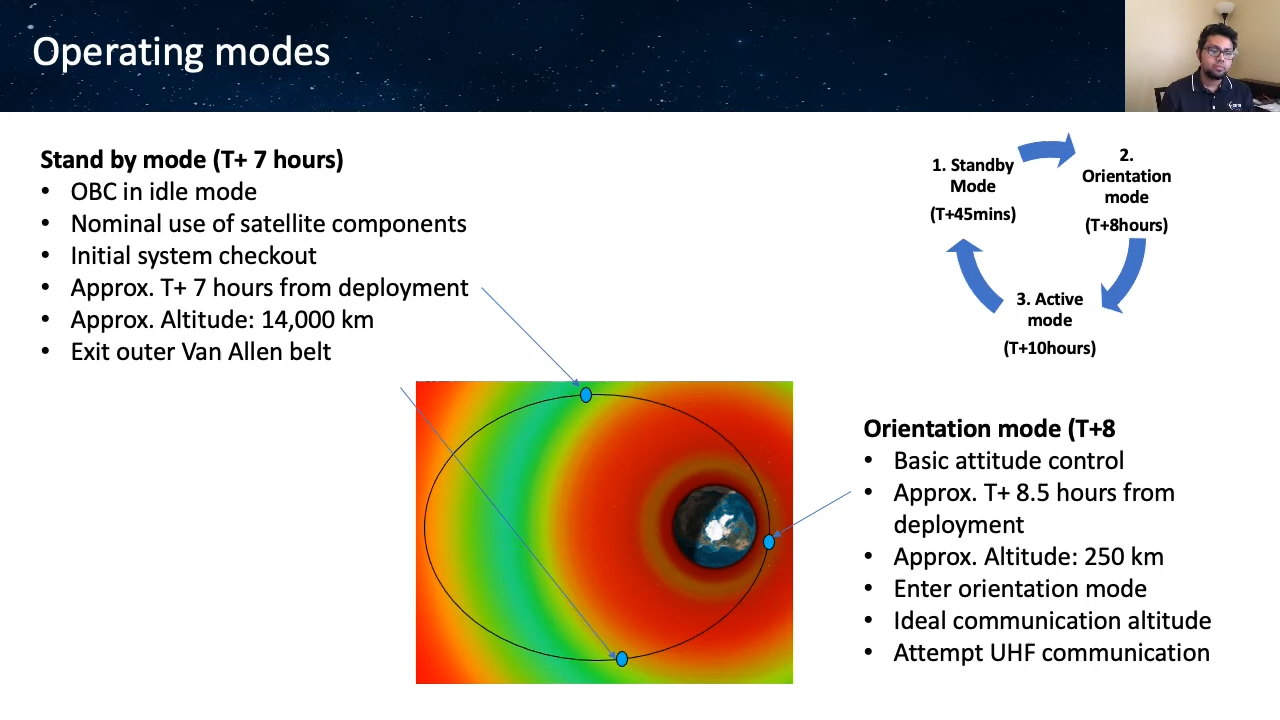 Operating modes
Stand by mode (T+ 7 hours)
• OBC in idle mode
• Nominal use of satellite components
• Initial system checkout
• Approx. T+ 7 hours from deployment
• Approx. Altitude: 14,000 km
• Exit outer Van Allen belt
1. Standby
Mode
(T+45mins)
2.
Orientation
mode
(T+8hours)
3. Active
mode
(T+10hours)
Orientation mode (T+8
• Basic attitude control
• Approx. T+ 8.5 hours from
deployment
• Approx. Altitude: 250 km
• Enter orientation mode
• Ideal communication altitude
• Attempt UHF communication